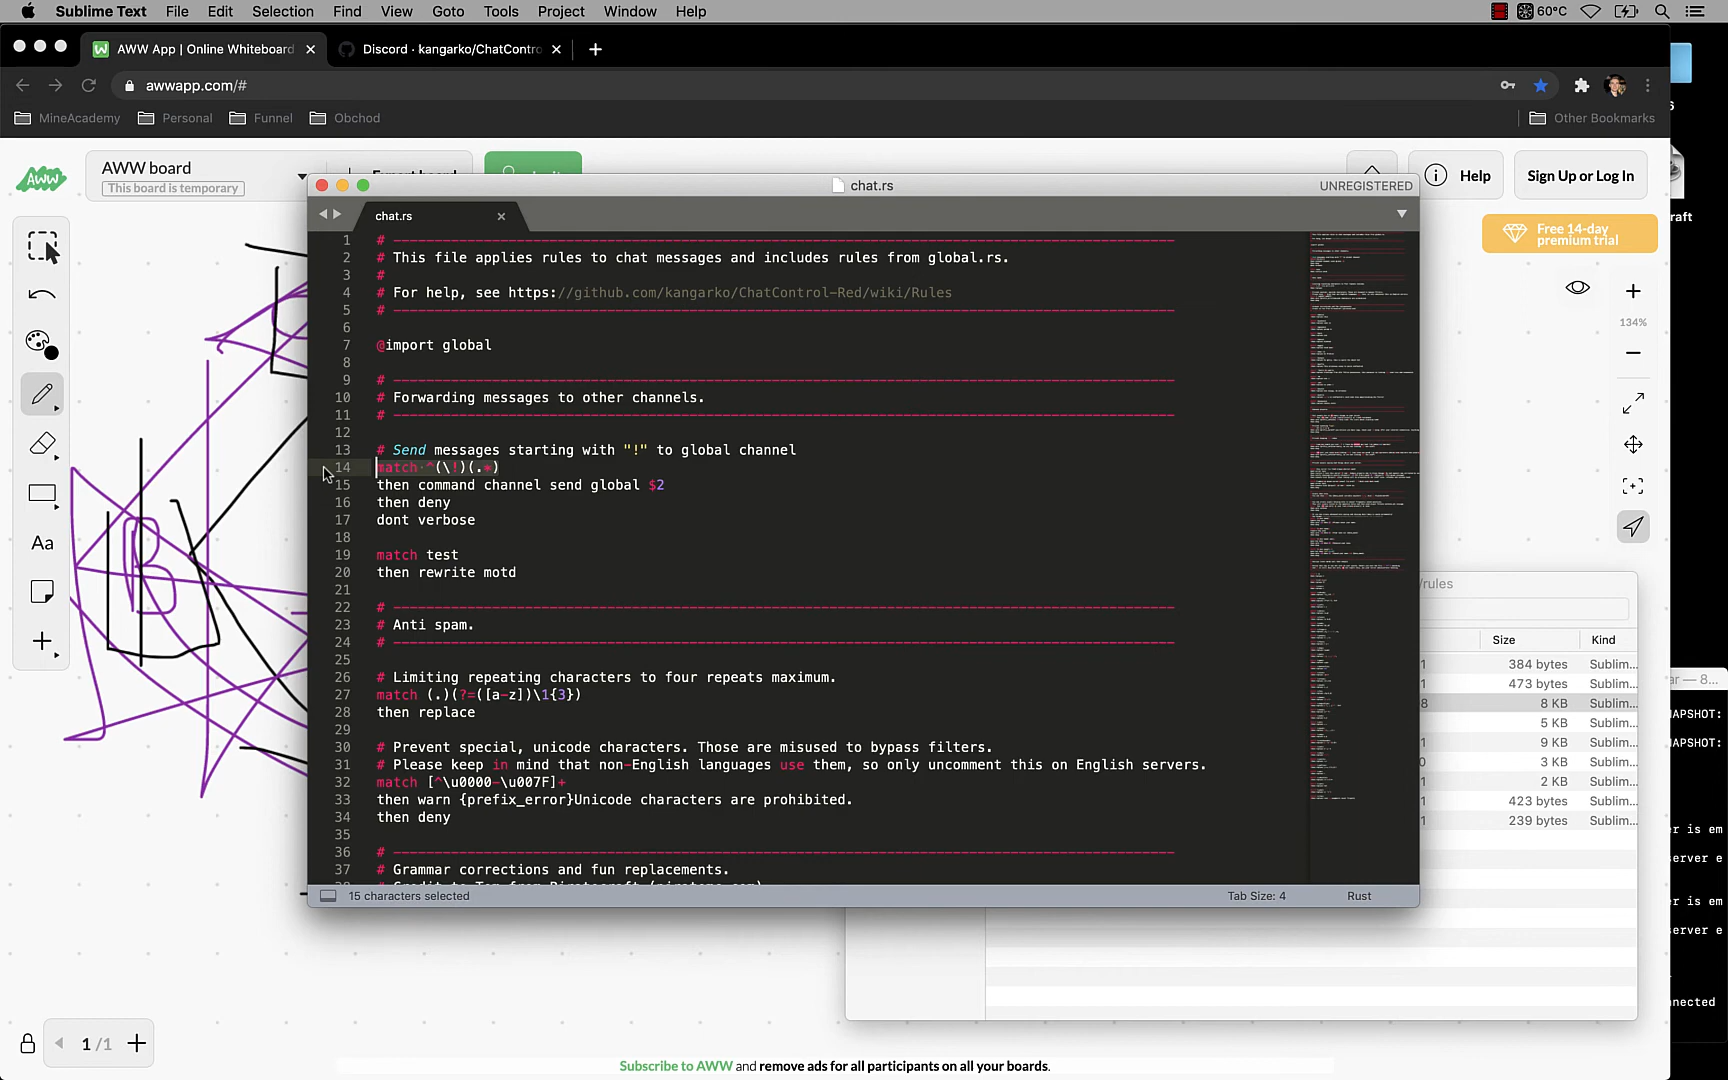 Sublime Text File Edit Selection Find View Goto Tools Project Window Help 60°C
AWW App | Online Whiteboard Discord · kangarko/ChatContro
awwapp.com/#
MineAcademy Personal Funnel Obchod Other Bookmarks
AWW
AWW board
This board is temporary
Help
Sign Up or Log In
Free 14-day
premium trial
134%
Aa
1 / 1
chat.rs
UNREGISTERED
chat.rs
1 # ----------------------------------------------------------------
2 # This file applies rules to chat messages and includes rules from global.rs.
3 #
4 # For help, see https://github.com/kangarko/ChatControl-Red/wiki/Rules
5 # ----------------------------------------------------------------
6
7 @import global
8
9 # ----------------------------------------------------------------
10 # Forwarding messages to other channels.
11 # ----------------------------------------------------------------
12
13 # Send messages starting with "!" to global channel
14 match ^(\!)(.*)
15 then command channel send global $2
16 then deny
17 dont verbose
18
19 match test
20 then rewrite motd
21
22 # ----------------------------------------------------------------
23 # Anti spam.
24 # ----------------------------------------------------------------
25
26 # Limiting repeating characters to four repeats maximum.
27 match (.)(?=([a-z])\1{3})
28 then replace
29
30 # Prevent special, unicode characters. Those are misused to bypass filters.
31 # Please keep in mind that non-English languages use them, so only uncomment this on English servers.
32 match [^\u0000-\u007F]+
33 then warn {prefix_error}Unicode characters are prohibited.
34 then deny
35
36 # ----------------------------------------------------------------
37 # Grammar corrections and fun replacements.
15 characters selected
Tab Size: 4
Rust
/rules
Size Kind
384 bytes Sublim...
473 bytes Sublim...
8 KB Sublim...
5 KB Sublim...
9 KB Sublim...
3 KB Sublim...
2 KB Sublim...
423 bytes Sublim...
239 bytes Sublim...
Subscribe to AWW and remove ads for all participants on all your boards.